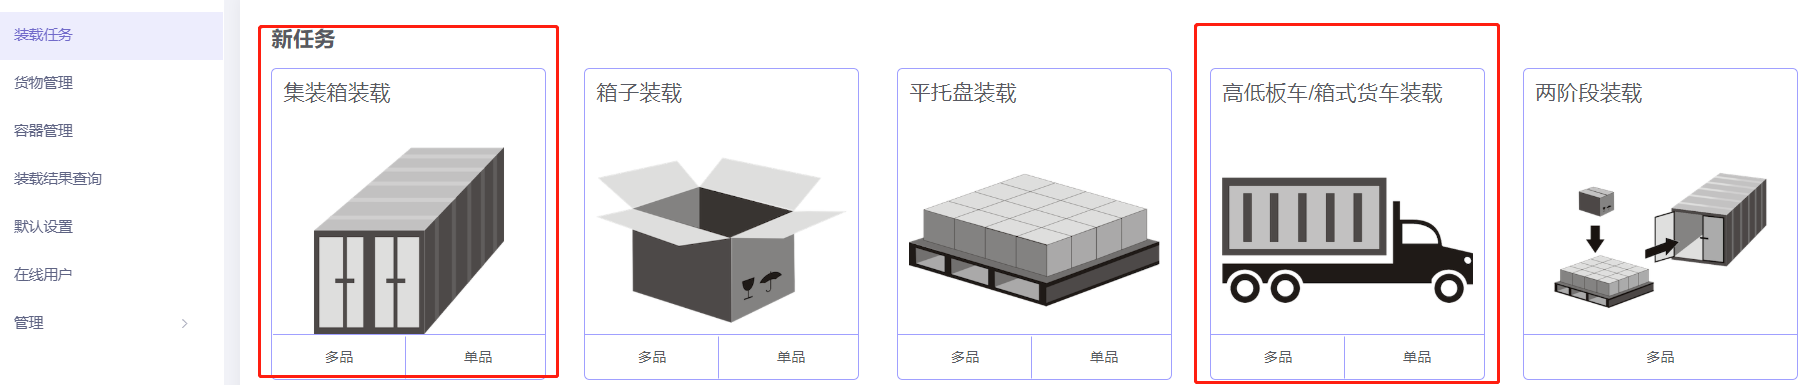 装载任务
货物管理
容器管理
装载结果查询
默认设置
在线用户
管理
新任务
集装箱装载
多品
单品
箱子装载
多品
单品
平托盘装载
多品
单品
高低板车/箱式货车装载
多品
单品
两阶段装载
多品